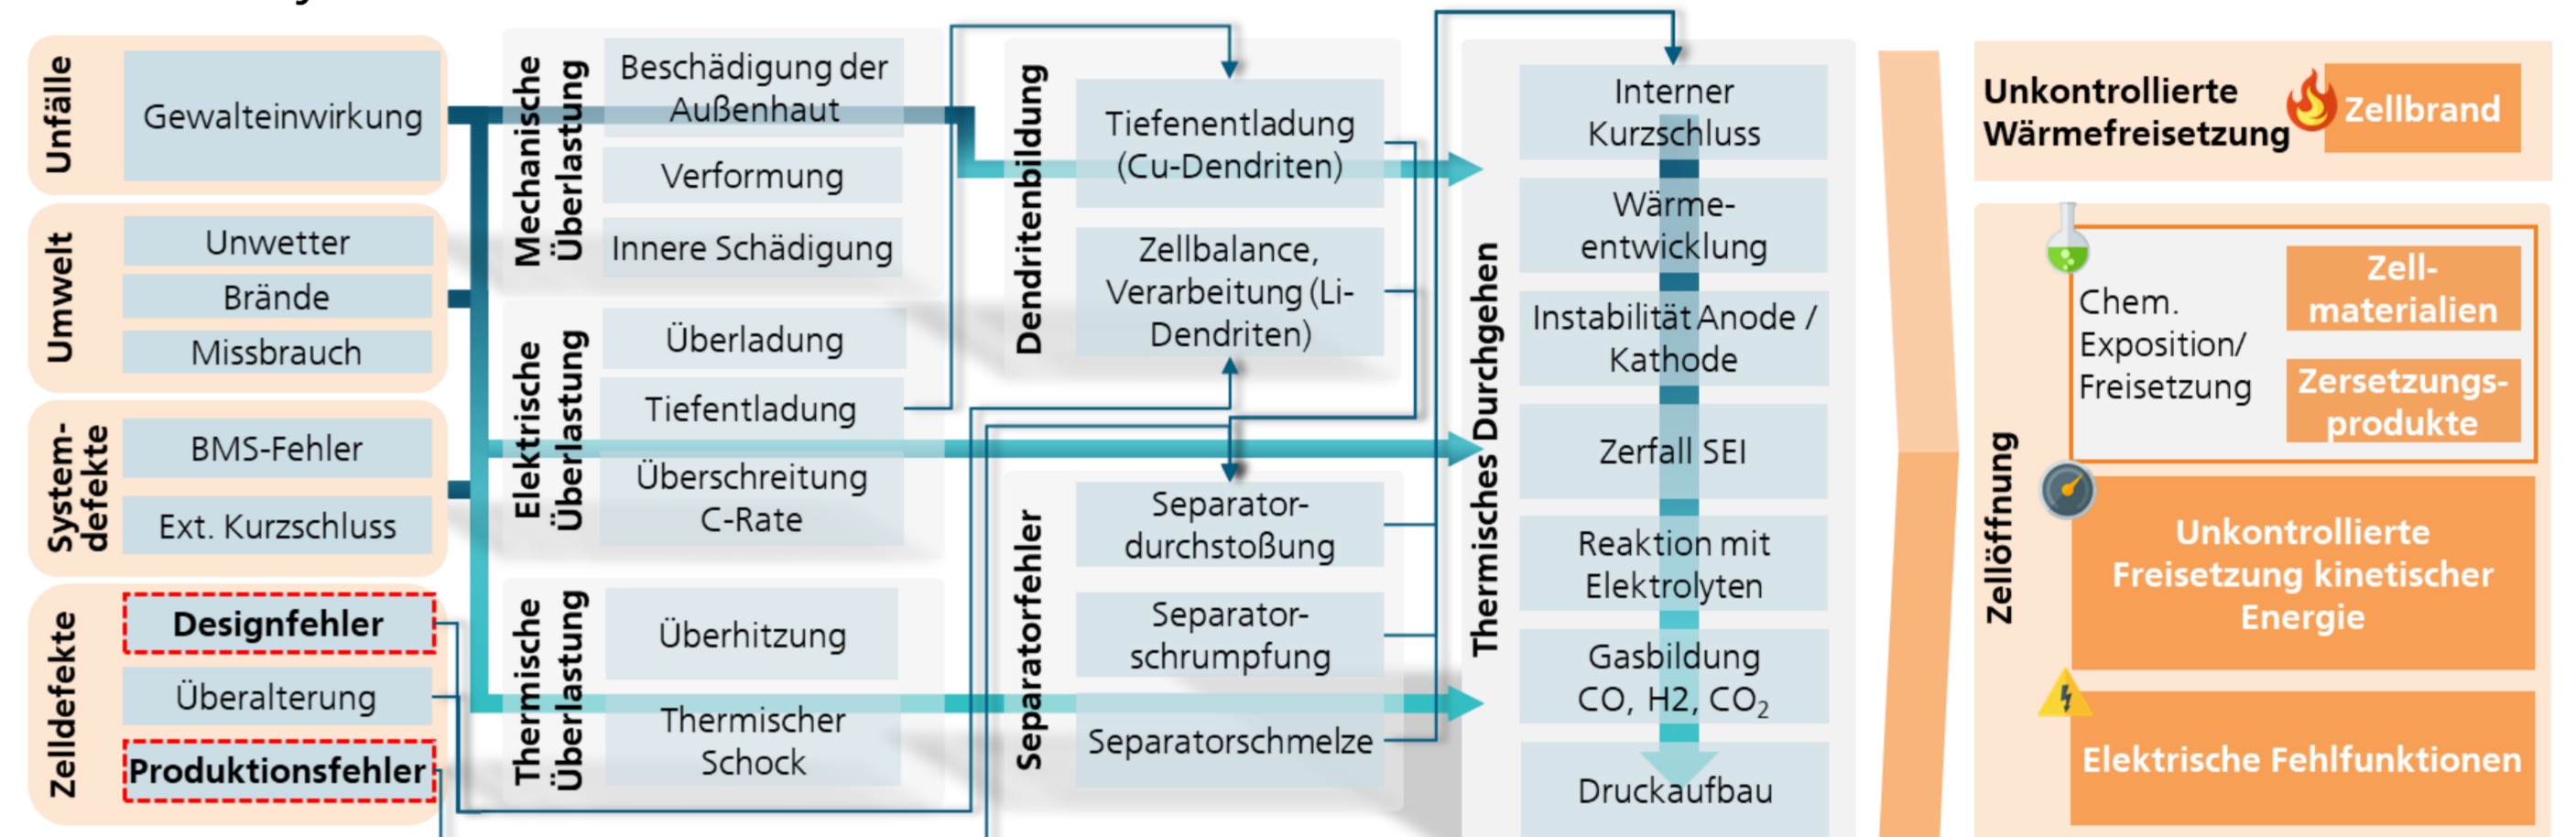 Unfälle
Gewalteinwirkung
Umwelt
Unwetter
Brände
Missbrauch
System-
defekte
BMS-Fehler
Ext. Kurzschluss
Zelldefekte
Designfehler
Überalterung
Produktionsfehler
Mechanische
Überlastung
Beschädigung der
Außenhaut
Verformung
Innere Schädigung
Elektrische
Überlastung
Überladung
Tiefentladung
Überschreitung
C-Rate
Thermische
Überlastung
Überhitzung
Thermischer
Schock
Dendritenbildung
Tiefenentladung
(Cu-Dendriten)
Zellbalance,
Verarbeitung (Li-
Dendriten)
Separatorfehler
Separator-
durchstoßung
Separator-
schrumpfung
Separatorschmelze
Thermisches Durchgehen
Interner
Kurzschluss
Wärme-
entwicklung
Instabilität Anode /
Kathode
Zerfall SEI
Reaktion mit
Elektrolyten
Gasbildung
CO, H2, CO₂
Druckaufbau
Unkontrollierte
Wärmefreisetzung
Zellbrand
Zellöffnung
Chem.
Exposition/
Freisetzung
Zell-
materialien
Zersetzungs-
produkte
Unkontrollierte
Freisetzung kinetischer
Energie
Elektrische Fehlfunktionen